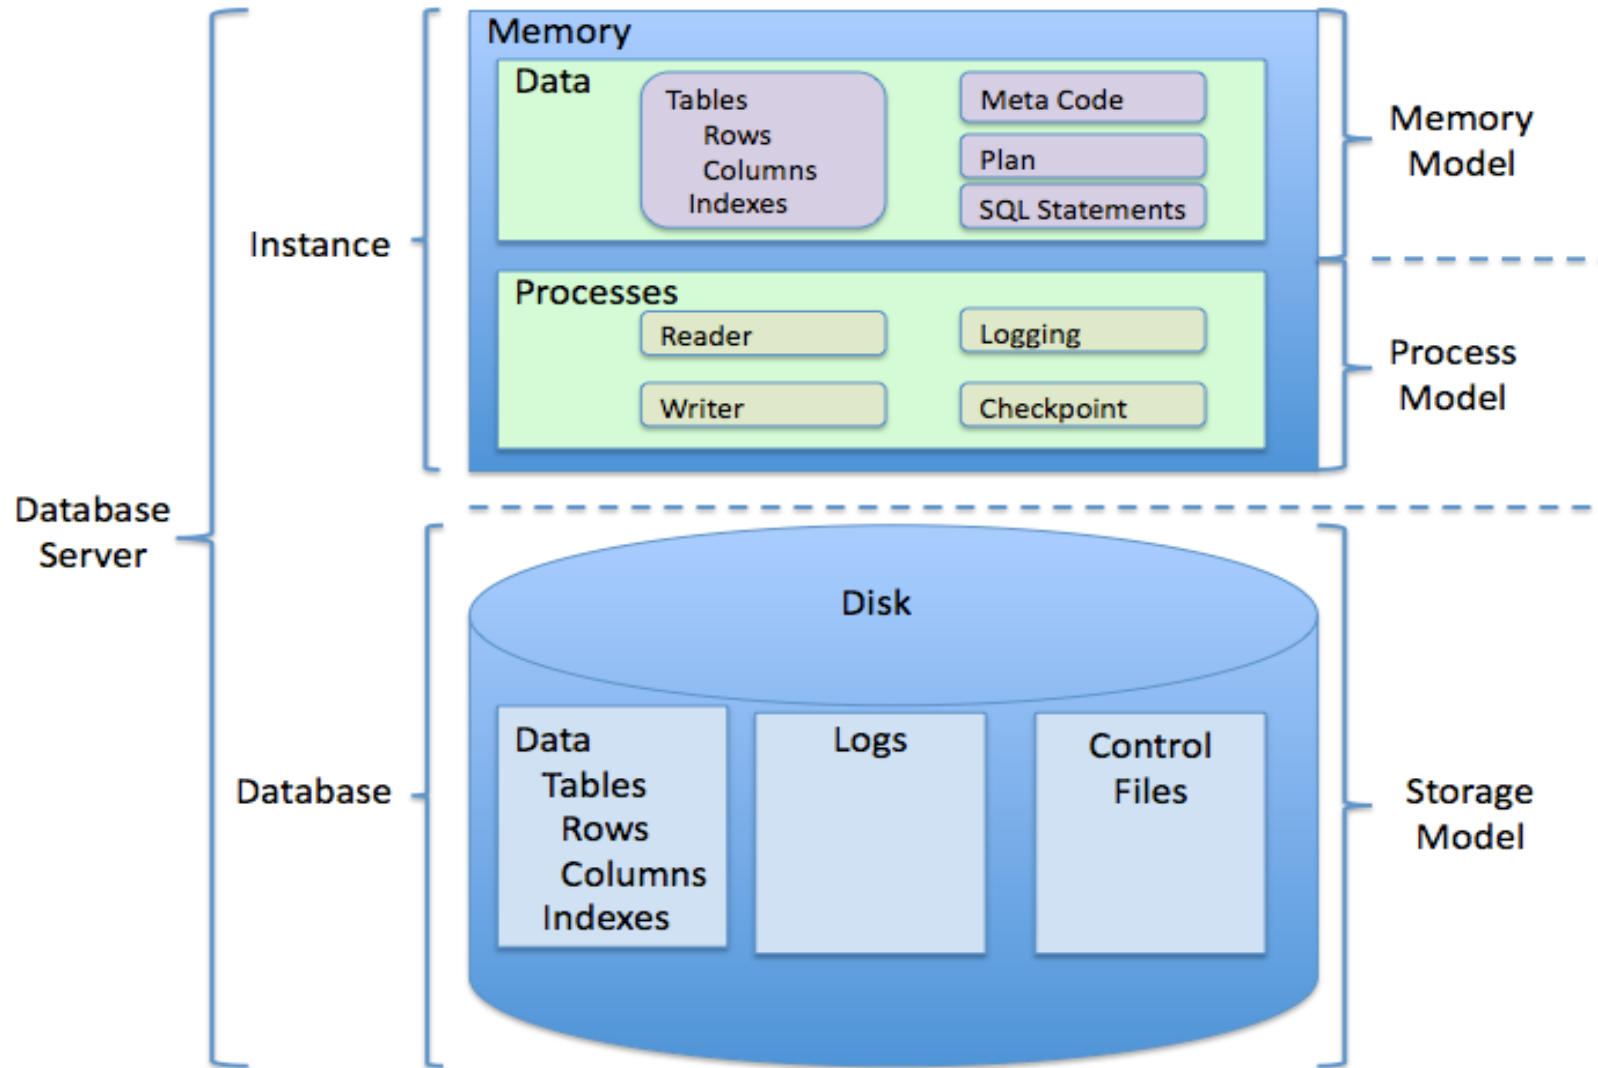 Memory
Data
Tables
Rows
Columns
Indexes
Meta Code
Plan
SQL Statements
Processes
Reader
Writer
Logging
Checkpoint
Instance
Memory
Model
Process
Model
Database
Server
Disk
Data
Tables
Rows
Columns
Indexes
Logs
Control
Files
Database
Storage
Model